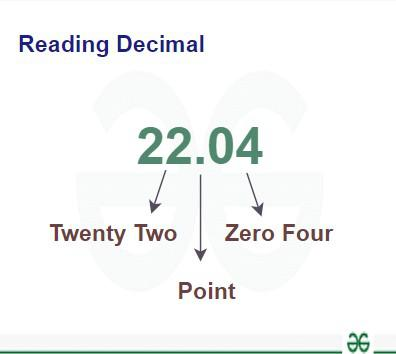 Reading Decimal
22.04
Twenty Two
Zero Four
Point